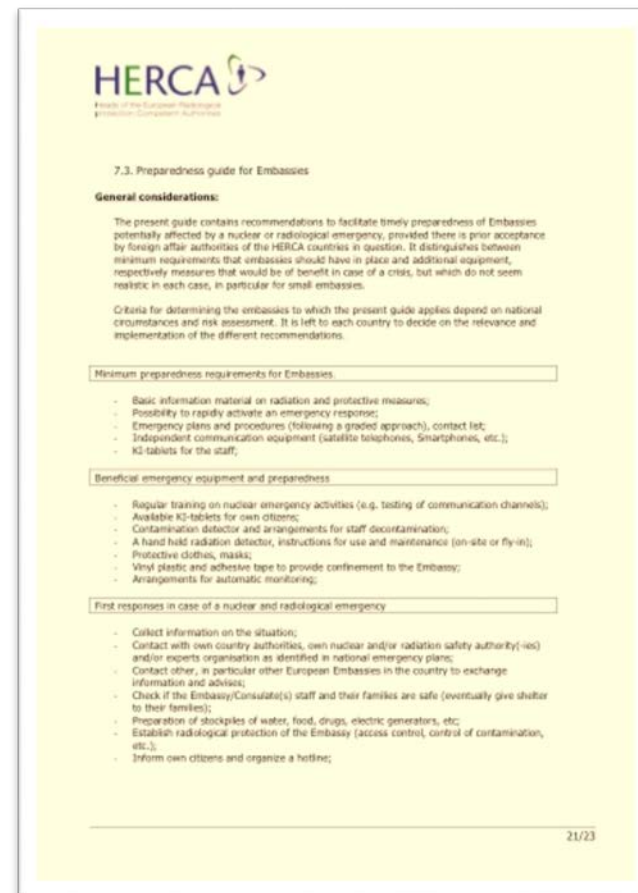 HERCA
Heads of the European Radiological
protection Competent Authorities
7.3. Preparedness guide for Embassies
General considerations:
The present guide contains recommendations to facilitate timely preparedness of Embassies
potentially affected by a nuclear or radiological emergency, provided there is prior acceptance
by foreign affair authorities of the HERCA countries in question. It distinguishes between
minimum requirements that embassies should have in place and additional equipment,
respectively measures that would be of benefit in case of a crisis, but which do not seem
realistic in each case, in particular for small embassies.
Criteria for determining the embassies to which the present guide applies depend on national
circumstances and risk assessment. It is left to each country to decide on the relevance and
implementation of the different recommendations.
Minimum preparedness requirements for Embassies
- Basic information material on radiation and protective measures;
- Possibility to rapidly activate an emergency response;
- Emergency plans and procedures (following a graded approach), contact list;
- Independent communication equipment (satellite telephones, Smartphones, etc.);
- KI-tablets for the staff;
Beneficial emergency equipment and preparedness
- Regular training on nuclear emergency activities (e.g. testing of communication channels);
- Available KI-tablets for own citizens;
- Contamination detector and arrangements for staff decontamination;
- A hand held radiation detector, instructions for use and maintenance (on-site or fly-in);
- Protective clothes, masks;
- Vinyl plastic and adhesive tape to provide confinement to the Embassy;
- Arrangements for automatic monitoring;
First responses in case of a nuclear and radiological emergency
- Collect information on the situation;
- Contact with own country authorities, own nuclear and/or radiation safety authority(-ies)
and/or experts organisation as identified in national emergency plans;
- Contact other, in particular other European Embassies in the country to exchange
information and advises;
- Check if the Embassy/Consulate(s) staff and their families are safe (eventually give shelter
to their families);
- Preparation of stockpiles of water, food, drugs, electric generators, etc;
- Establish radiological protection of the Embassy (access control, control of contamination,
etc.);
- Inform own citizens and organize a hotline;
21/23